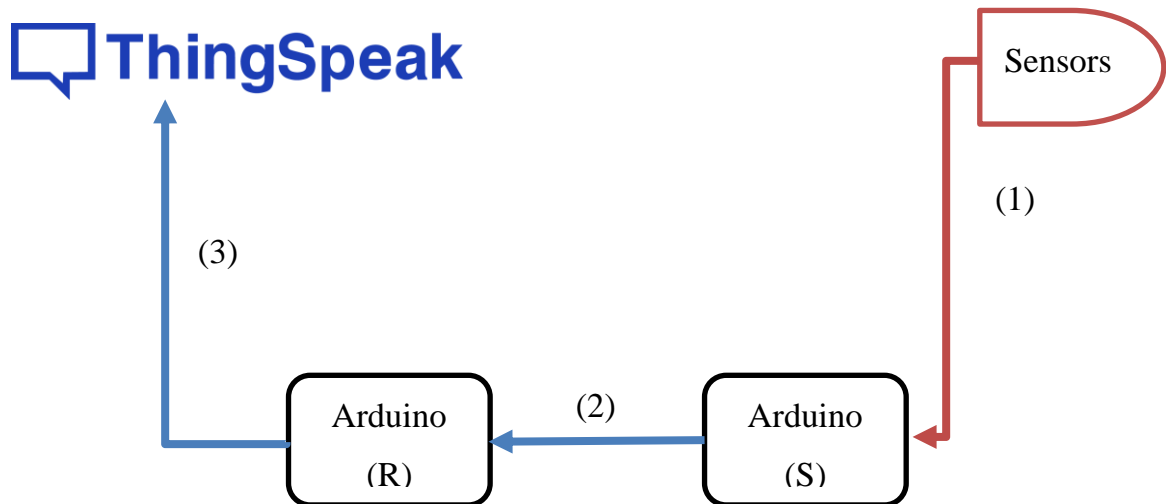 ThingSpeak
Sensors
(1)
(3)
(2)
Arduino
(R)
Arduino
(S)